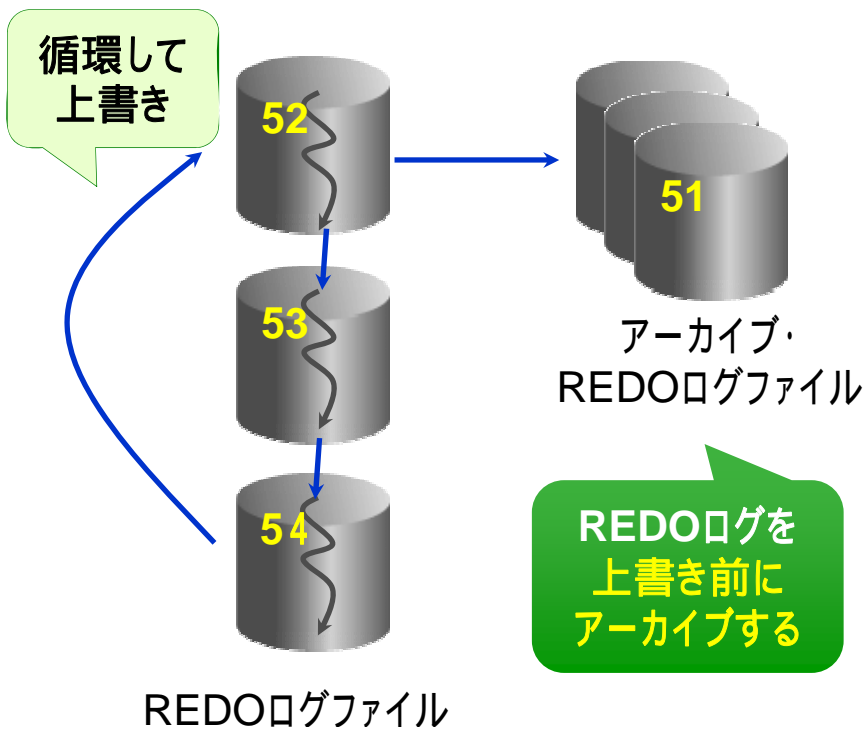 循環して
上書き
52
51
53
アーカイブ・
REDOログファイル
54
REDOログを
上書き前に
アーカイブする
REDOログファイル